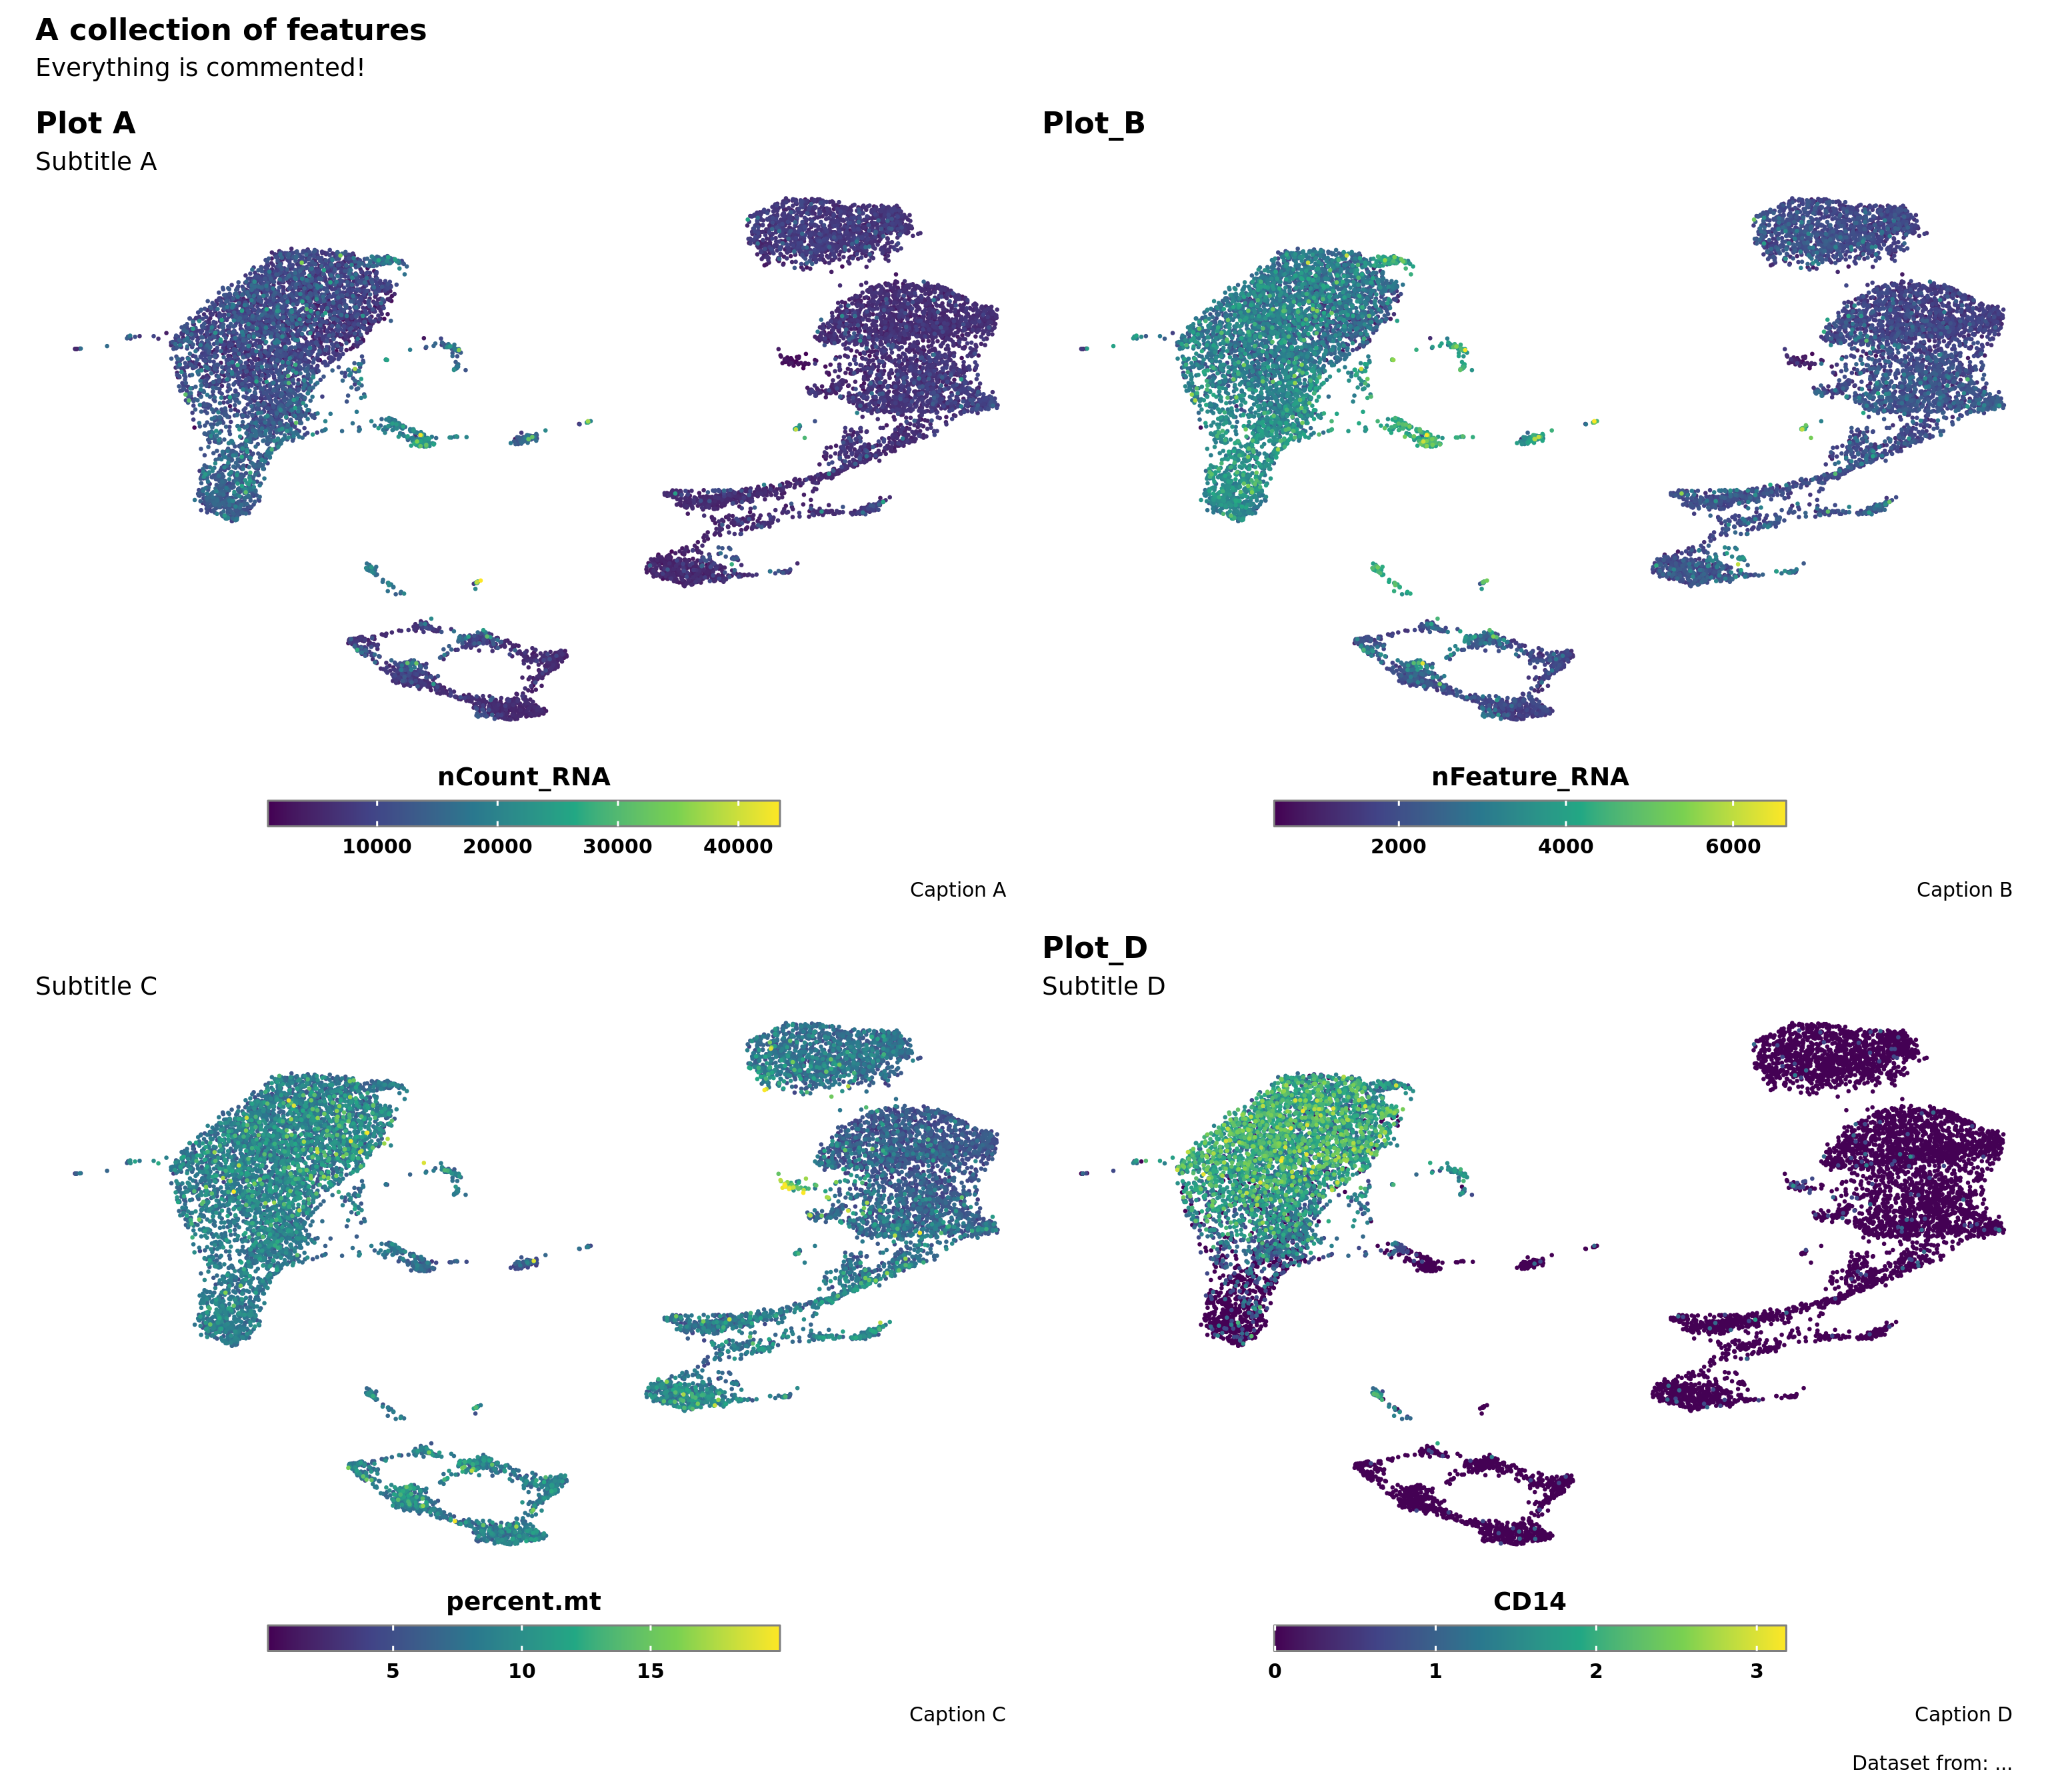 A collection of features
Everything is commented!
Plot A
Subtitle A
Plot_B
nCount_RNA
10000 20000 30000 40000
Caption A
nFeature_RNA
2000 4000 6000
Caption B
Subtitle C
Plot_D
Subtitle D
percent.mt
5 10 15
Caption C
CD14
0 1 2 3
Caption D
Dataset from: ...